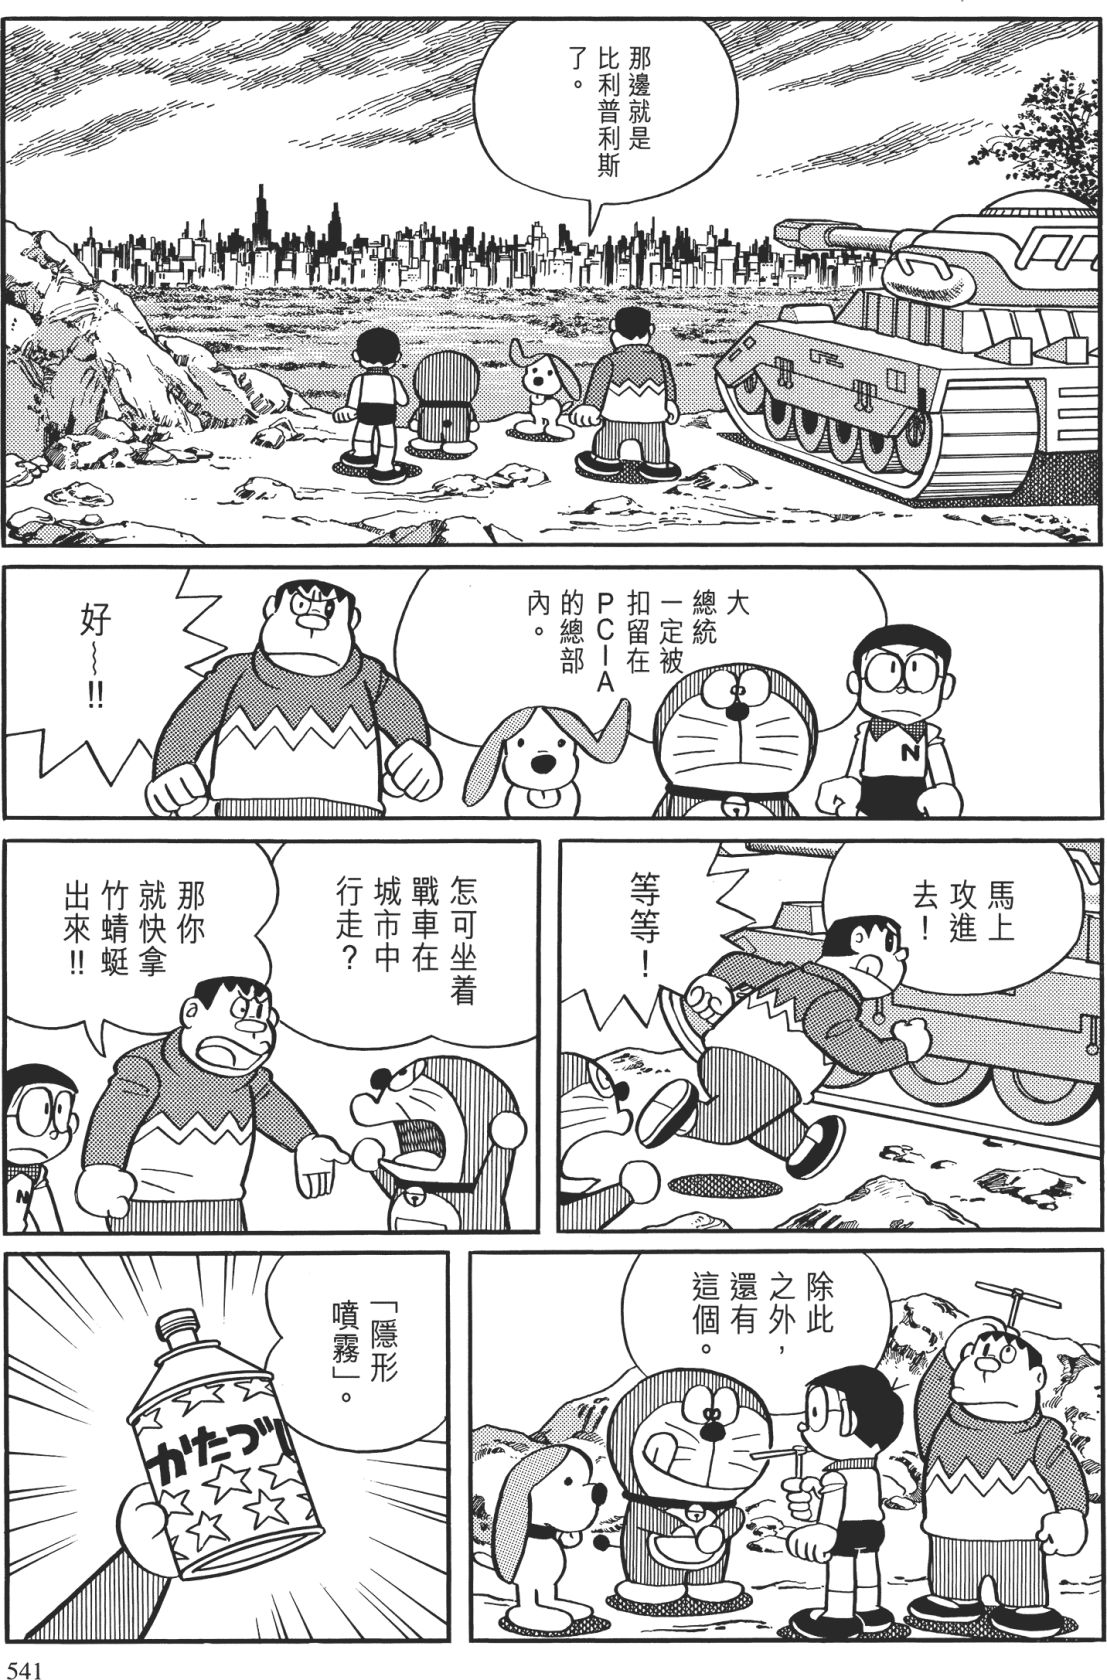 那邊就是
比利普利斯
了。
大
總統
一定被
扣留在
PCIA
的總部
內。
好~!!
馬上
攻進
去！
等等！
怎可坐着
戰車在
城市中
行走？
那你
就快拿
竹蜻蜓
出來!!
除此
之外，
還有
這個。
「隱形
噴霧」。
かたづし
541